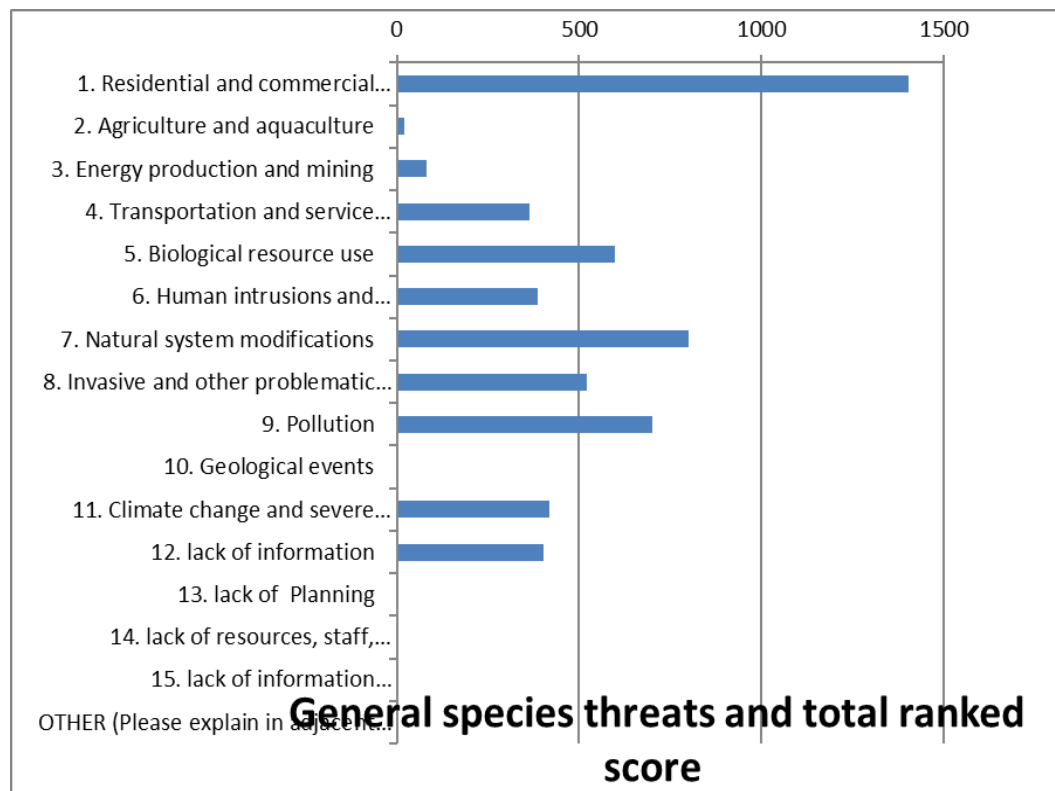 0 500 1000 1500
1. Residential and commercial...
2. Agriculture and aquaculture
3. Energy production and mining
4. Transportation and service...
5. Biological resource use
6. Human intrusions and...
7. Natural system modifications
8. Invasive and other problematic...
9. Pollution
10. Geological events
11. Climate change and severe...
12. lack of information
13. lack of  Planning
14. lack of resources, staff,...
15. lack of information...
OTHER (Please explain in adjacent...
General species threats and total ranked
score